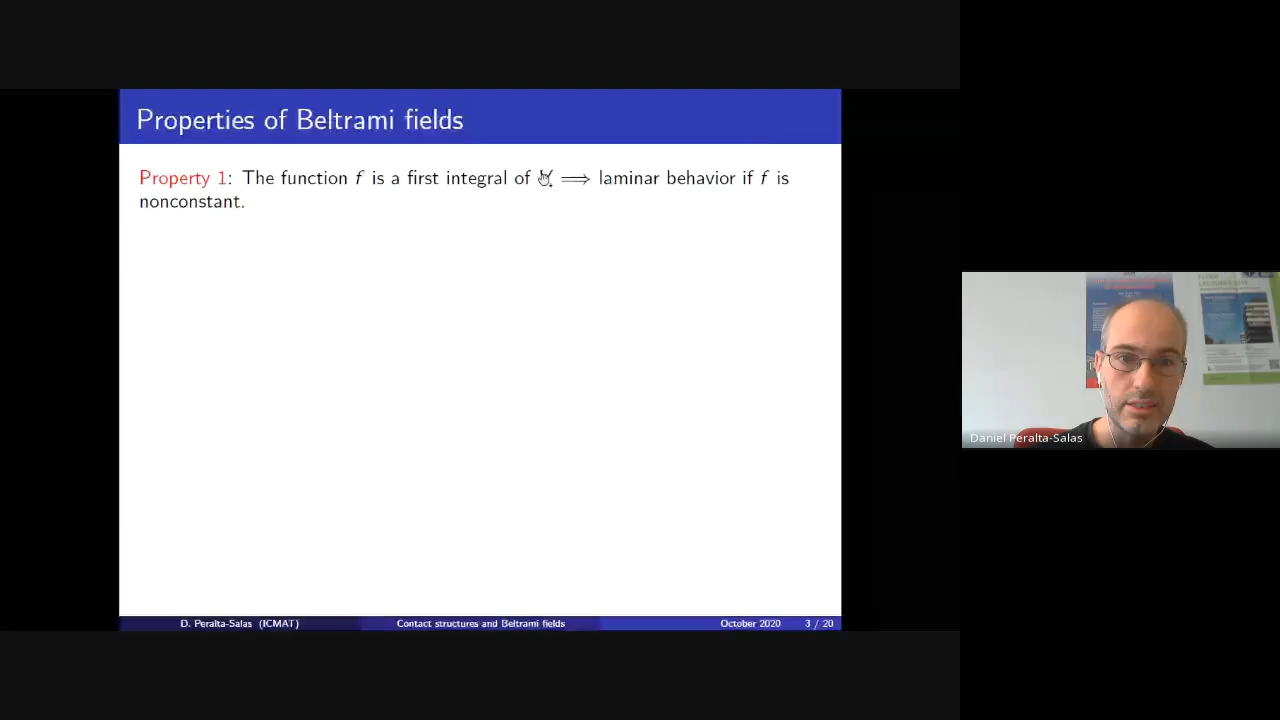 Properties of Beltrami fields
Property 1: The function f is a first integral of ⟹ laminar behavior if f is
nonconstant.
Daniel Peralta-Salas
D. Peralta-Salas (ICMAT) Contact structures and Beltrami fields October 2020 3 / 20